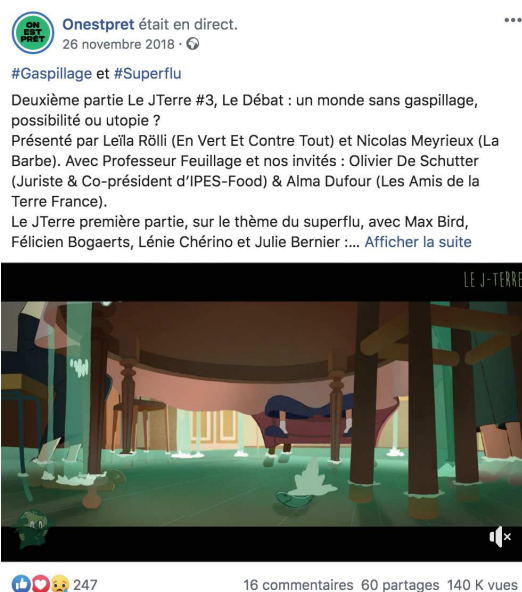 ON
EST
PRÊT
Onestpret était en direct.
26 novembre 2018 ·
#Gaspillage et #Superflu
Deuxième partie Le JTerre #3, Le Débat : un monde sans gaspillage,
possibilité ou utopie ?
Présenté par Leïla Rölli (En Vert Et Contre Tout) et Nicolas Meyrieux (La
Barbe). Avec Professeur Feuillage et nos invités : Olivier De Schutter
(Juriste & Co-président d'IPES-Food) & Alma Dufour (Les Amis de la
Terre France).
Le JTerre première partie, sur le thème du superflu, avec Max Bird,
Félicien Bogaerts, Lénie Chérino et Julie Bernier :... Afficher la suite
LE J-TERRE
247
16 commentaires 60 partages 140 K vues